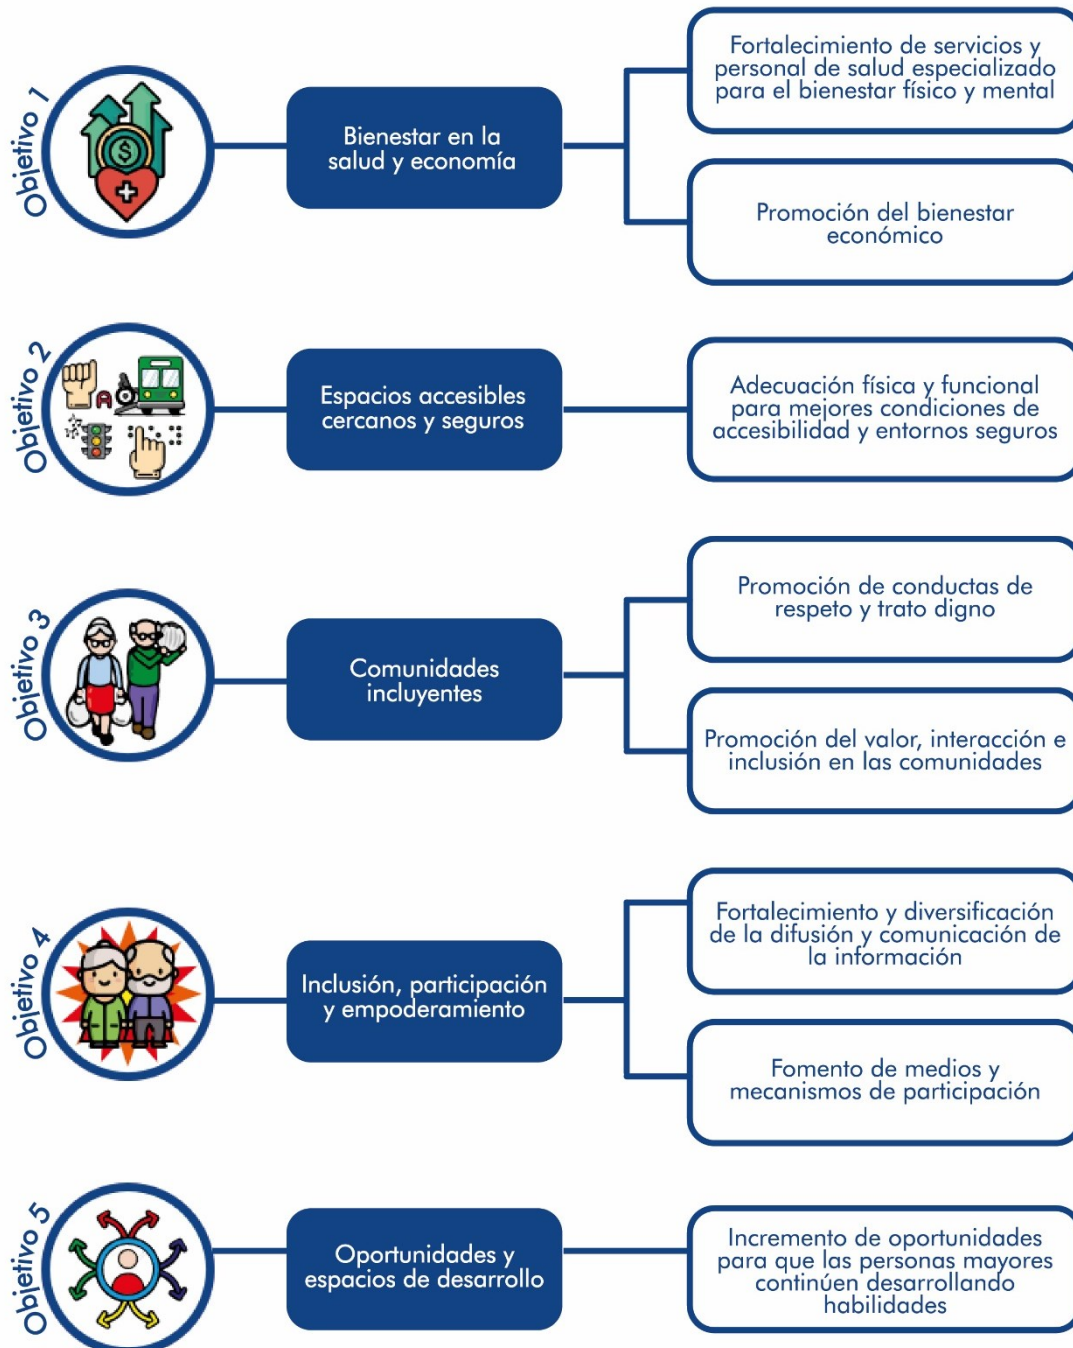 Objetivo 1
Bienestar en la
salud y economía
Fortalecimiento de servicios y
personal de salud especializado
para el bienestar físico y mental
Promoción del bienestar
económico
Objetivo 2
Espacios accesibles
cercanos y seguros
Adecuación física y funcional
para mejores condiciones de
accesibilidad y entornos seguros
Objetivo 3
Comunidades
incluyentes
Promoción de conductas de
respeto y trato digno
Promoción del valor, interacción e
inclusión en las comunidades
Objetivo 4
Inclusión, participación
y empoderamiento
Fortalecimiento y diversificación
de la difusión y comunicación de
la información
Fomento de medios y
mecanismos de participación
Objetivo 5
Oportunidades y
espacios de desarrollo
Incremento de oportunidades
para que las personas mayores
continúen desarrollando
habilidades